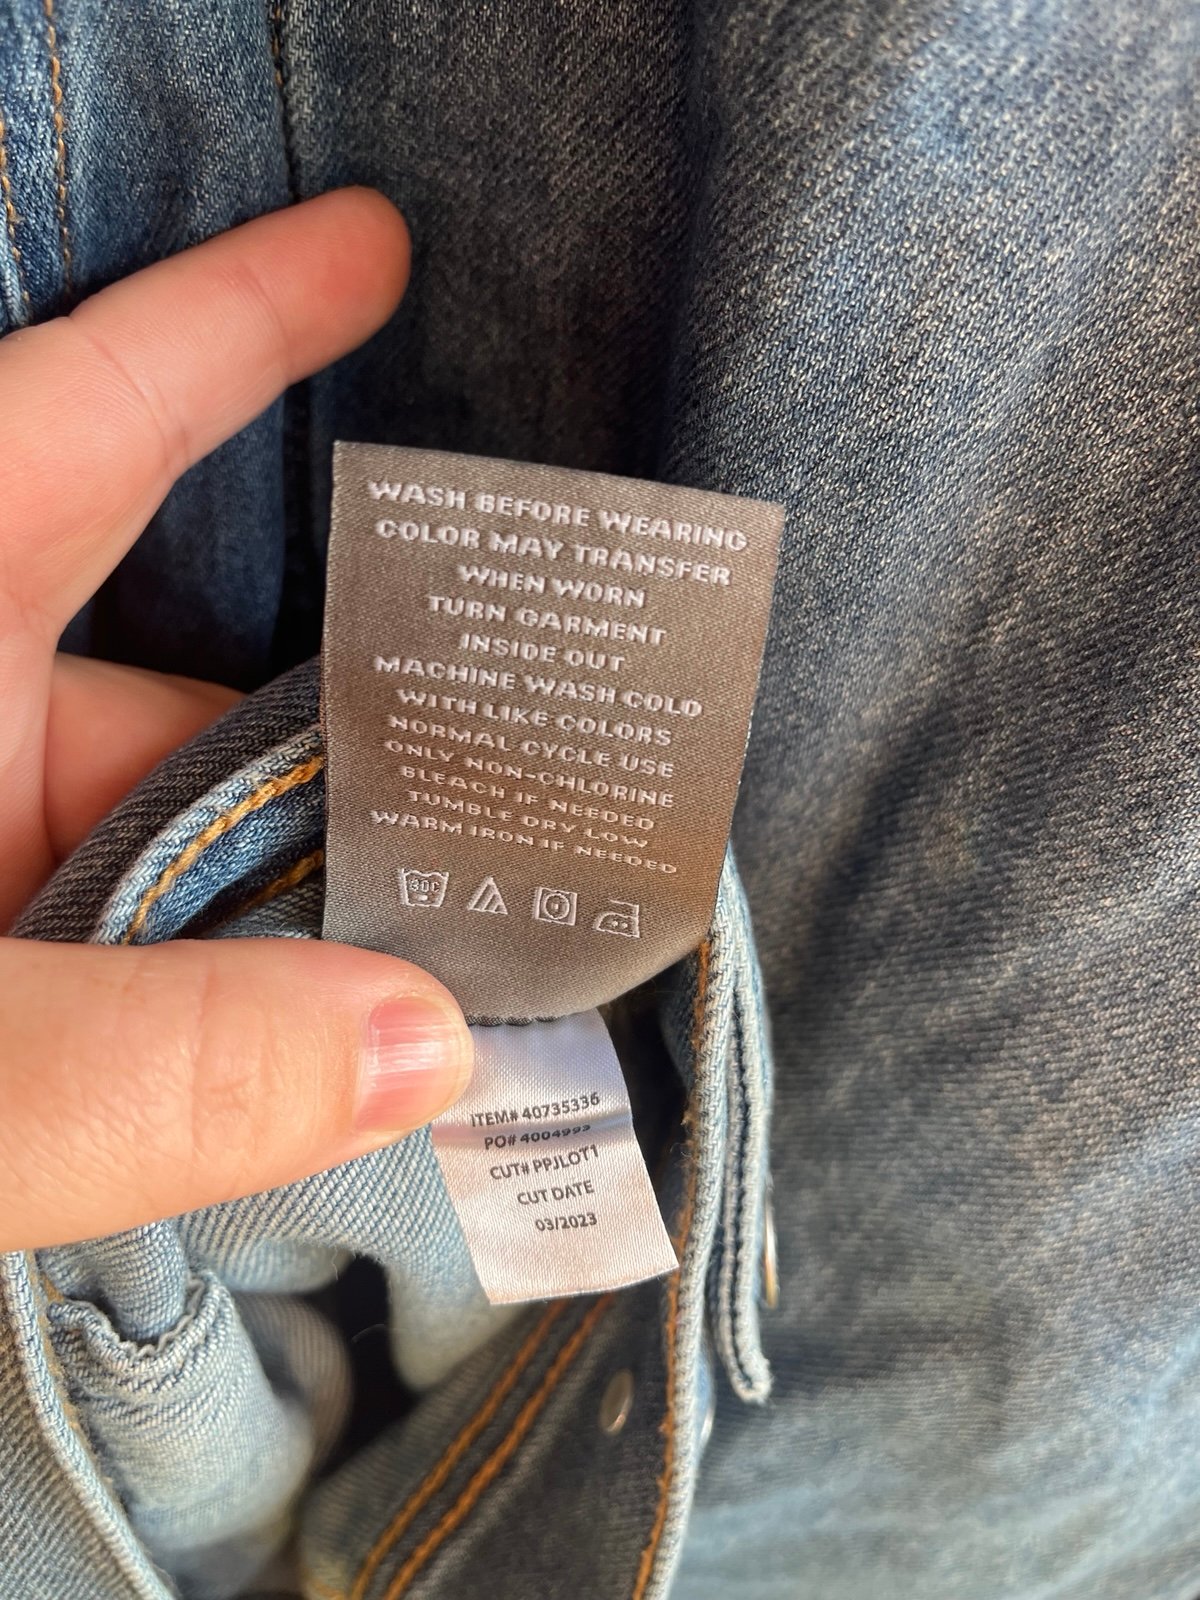 WASH BEFORE WEARING
COLOR MAY TRANSFER
WHEN WORN
TURN GARMENT
INSIDE OUT
MACHINE WASH COLD
WITH LIKE COLORS
NORMAL CYCLE USE
ONLY NON-CHLORINE
BLEACH IF NEEDED
TUMBLE DRY LOW
WARM IRON IF NEEDED
30C
ITEM# 40735336
PO# 4004993
CUT# PPJLOT1
CUT DATE
03/2023